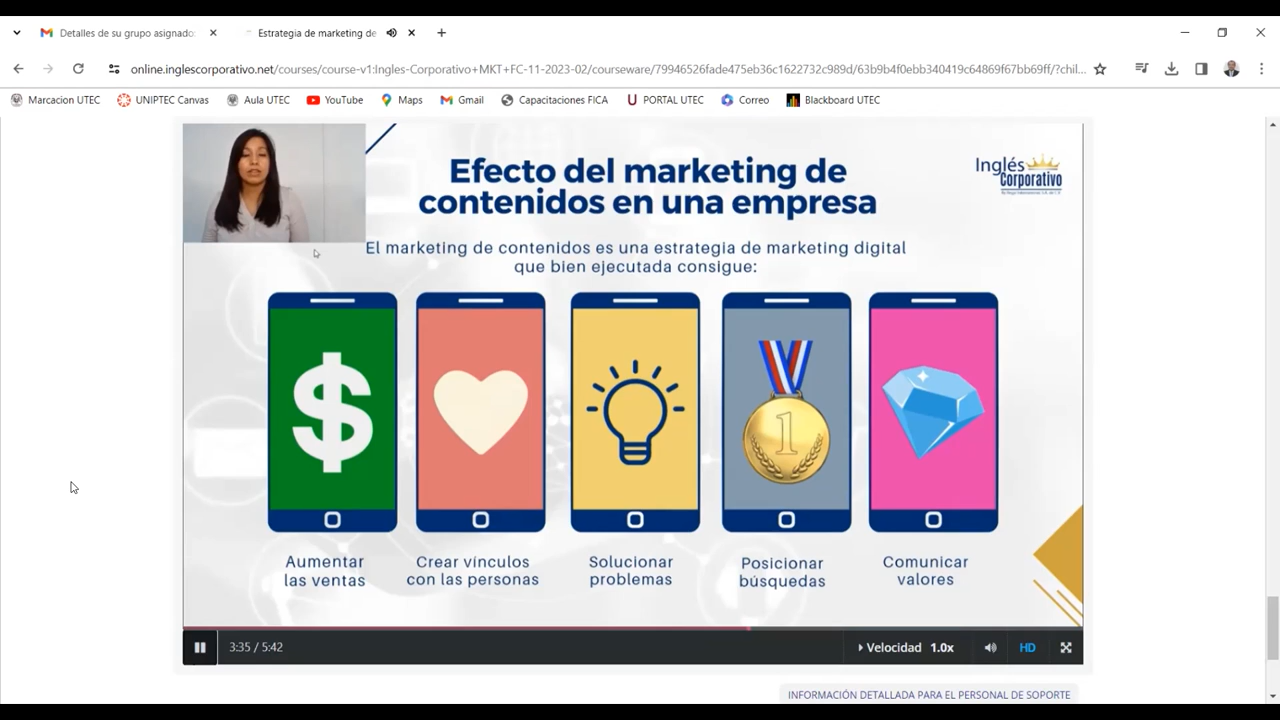 Detalles de su grupo asignado
Estrategia de marketing de
online.inglescorporativo.net/courses/course-v1:Ingles-Corporativo+MKT+FC-11-2023-02/courseware/79946526fade475eb36c1622732c989d/63b9b4f0ebb340419c64869f67bb69ff/?chil...
Marcacion UTEC
UNIPTEC Canvas
Aula UTEC
YouTube
Maps
Gmail
Capacitaciones FICA
PORTAL UTEC
Correo
Blackboard UTEC
Efecto del marketing de
contenidos en una empresa
Inglés
Corporativo
El marketing de contenidos es una estrategia de marketing digital
que bien ejecutada consigue:
1
Aumentar
las ventas
Crear vínculos
con las personas
Solucionar
problemas
Posicionar
búsquedas
Comunicar
valores
3:35 / 5:42
Velocidad 1.0x
HD
INFORMACIÓN DETALLADA PARA EL PERSONAL DE SOPORTE